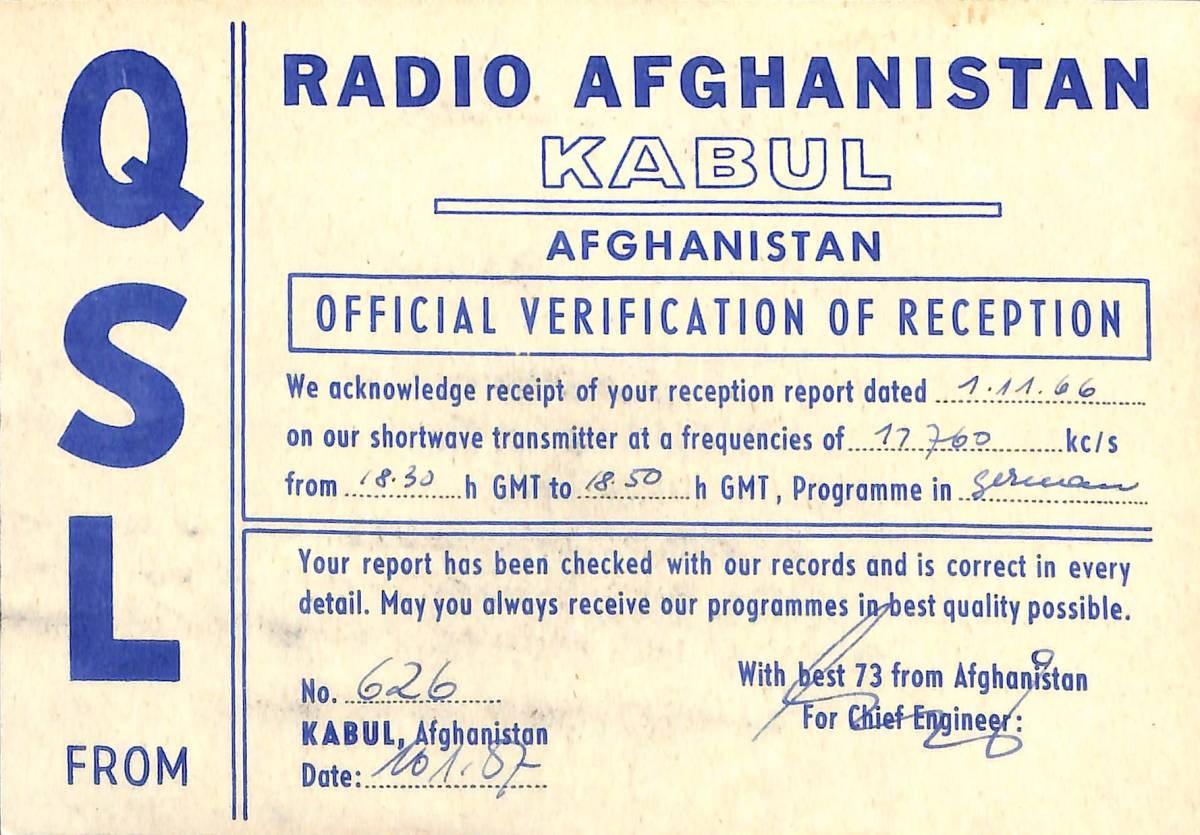 Q
S
L
FROM
RADIO AFGHANISTAN
KABUL
AFGHANISTAN
OFFICIAL VERIFICATION OF RECEPTION
We acknowledge receipt of your reception report dated 1.11.66
on our shortwave transmitter at a frequencies of 17760 kc/s
from 18.30 h GMT to 18.50 h GMT, Programme in german
Your report has been checked with our records and is correct in every
detail. May you always receive our programmes in best quality possible.
With best 73 from Afghanistan
For Chief Engineer:
No. 626
KABUL, Afghanistan
Date: 10.1.67